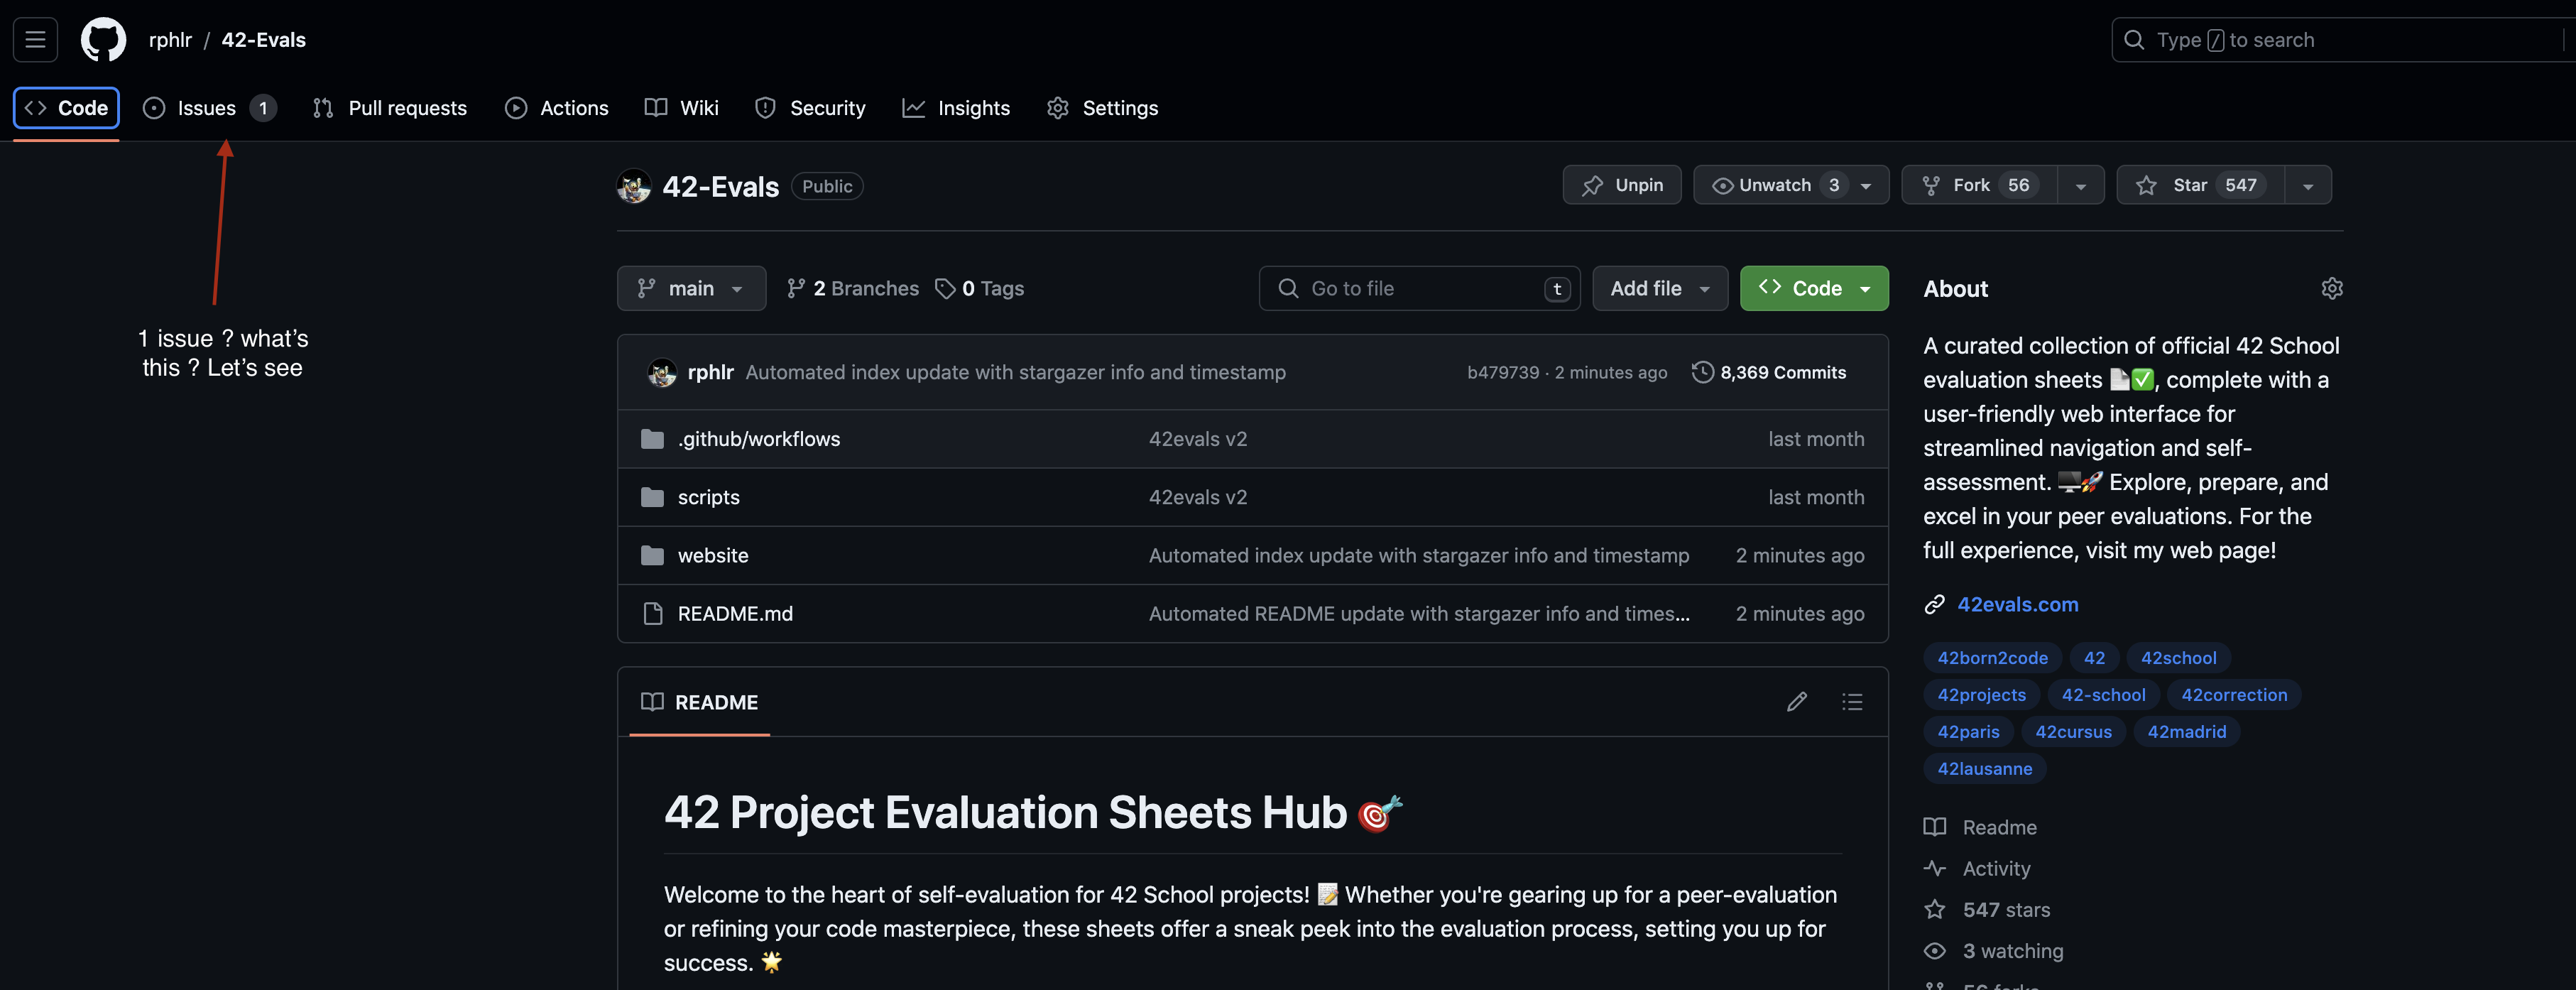 rphlr / 42-Evals
Type / to search
Code
Issues 1
Pull requests
Actions
Wiki
Security
Insights
Settings
1 issue ? what’s
this ? Let’s see
42-Evals Public
Unpin
Unwatch 3
Fork 56
Star 547
main
2 Branches
0 Tags
Go to file t
Add file
Code
rphlr Automated index update with stargazer info and timestamp b479739 · 2 minutes ago 8,369 Commits
.github/workflows 42evals v2 last month
scripts 42evals v2 last month
website Automated index update with stargazer info and timestamp 2 minutes ago
README.md Automated README update with stargazer info and times... 2 minutes ago
README
42 Project Evaluation Sheets Hub 🎯
Welcome to the heart of self-evaluation for 42 School projects! 📝 Whether you're gearing up for a peer-evaluation
or refining your code masterpiece, these sheets offer a sneak peek into the evaluation process, setting you up for
success. 🌟
About
A curated collection of official 42 School
evaluation sheets 📄✅, complete with a
user-friendly web interface for
streamlined navigation and self-
assessment. 🖥️🚀 Explore, prepare, and
excel in your peer evaluations. For the
full experience, visit my web page!
42evals.com
42born2code 42 42school
42projects 42-school 42correction
42paris 42cursus 42madrid
42lausanne
Readme
Activity
547 stars
3 watching